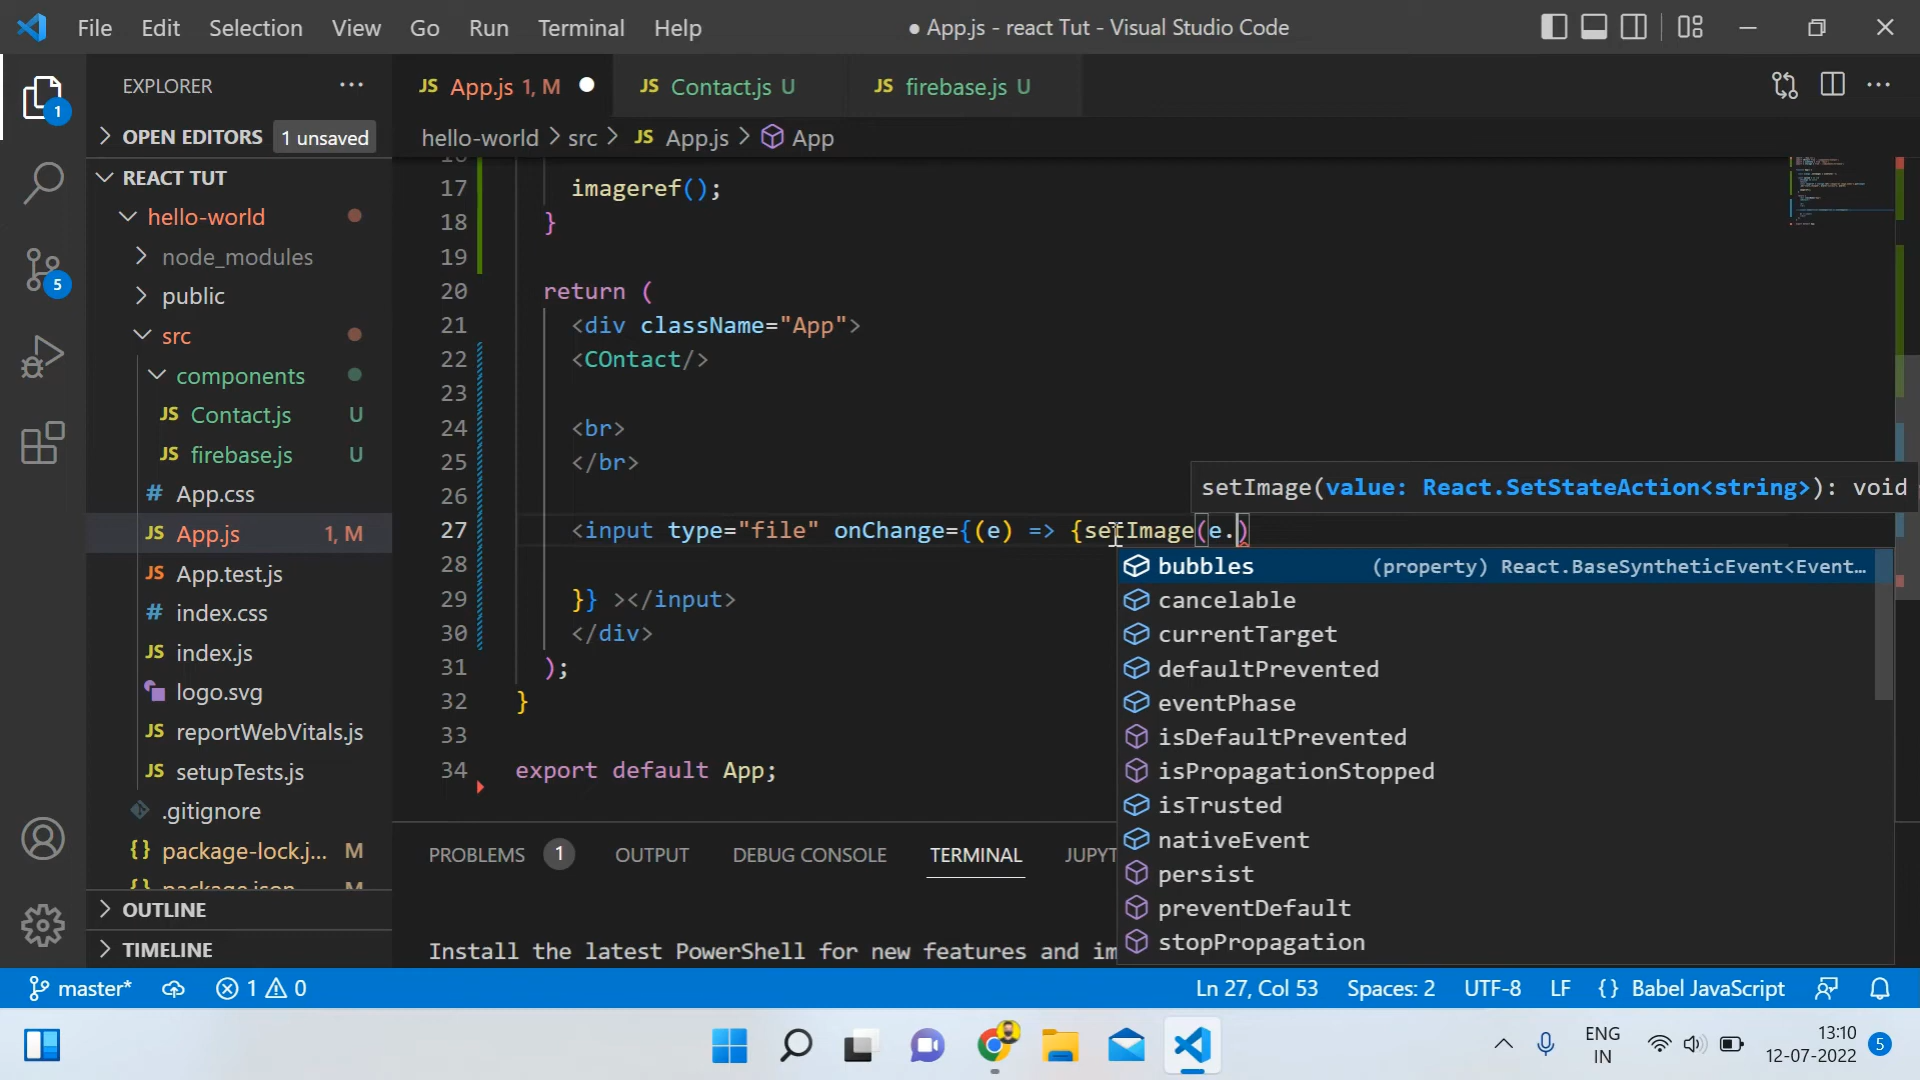 File Edit Selection View Go Run Terminal Help ● App.js - react Tut - Visual Studio Code
EXPLORER ···
JS App.js 1, M ● JS Contact.js U JS firebase.js U
OPEN EDITORS 1 unsaved
hello-world > src > JS App.js > App
REACT TUT
hello-world
node_modules
public
src
components
JS Contact.js U
JS firebase.js U
# App.css
JS App.js 1, M
JS App.test.js
# index.css
JS index.js
logo.svg
JS reportWebVitals.js
JS setupTests.js
.gitignore
{} package-lock.j... M
{} package.json M
OUTLINE
TIMELINE
1
5
16
17 imageref();
18 }
19
20 return (
21 <div className="App">
22 <COntact/>
23
24 <br>
25 </br>
26
27 <input type="file" onChange={(e) => {setImage(e.)
28
29 }} ></input>
30 </div>
31 );
32 }
33
34 export default App;
setImage(value: React.SetStateAction<string>): void
bubbles (property) React.BaseSyntheticEvent<Event…
cancelable
currentTarget
defaultPrevented
eventPhase
isDefaultPrevented
isPropagationStopped
isTrusted
nativeEvent
persist
preventDefault
stopPropagation
PROBLEMS 1 OUTPUT DEBUG CONSOLE TERMINAL JUPYT
Install the latest PowerShell for new features and im
master* 1 0 Ln 27, Col 53 Spaces: 2 UTF-8 LF {} Babel JavaScript
ENG
IN
13:10
12-07-2022
5